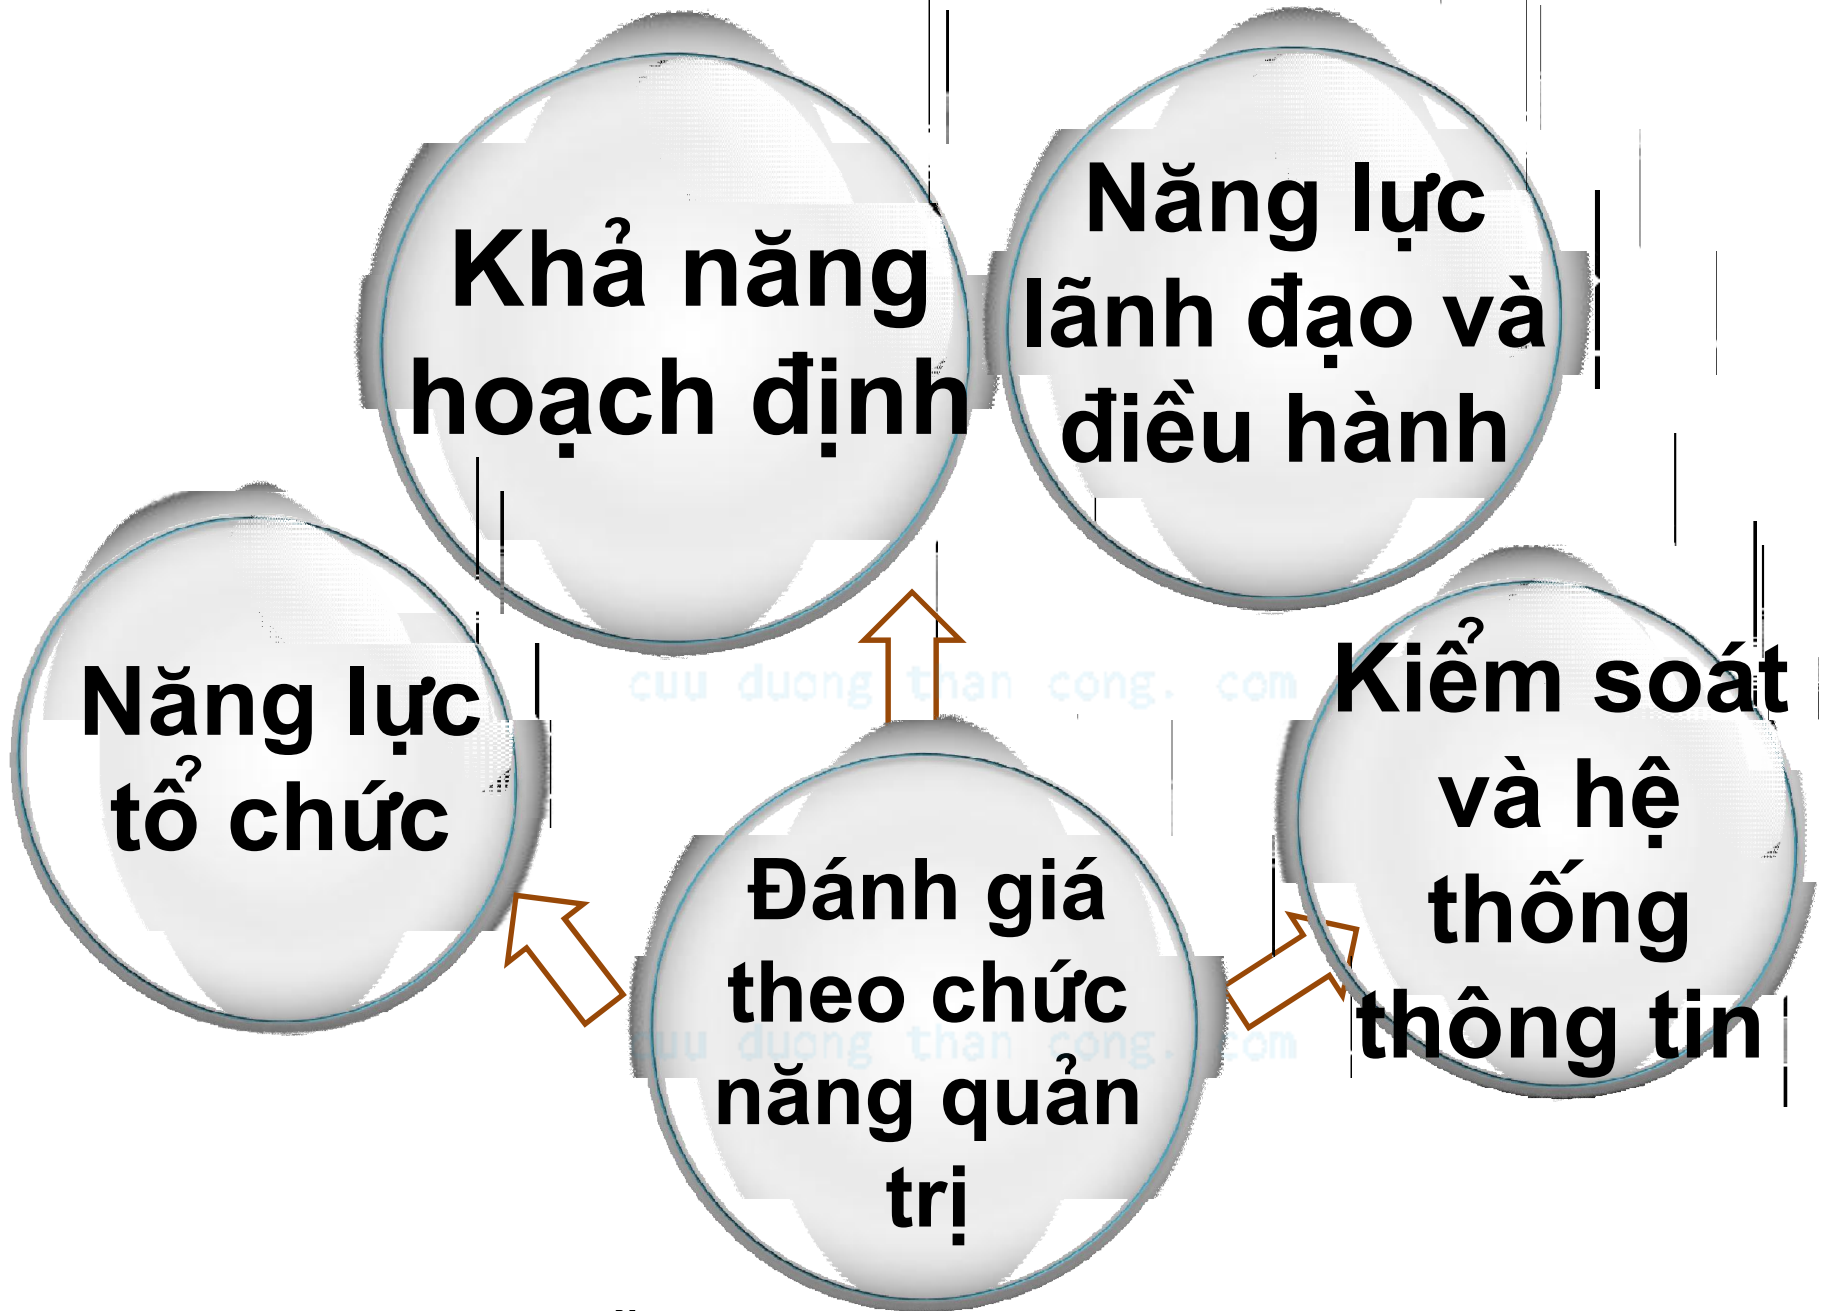 Khả năng
hoạch định
Năng lực
lãnh đạo và
điều hành
Năng lực
tổ chức
Kiểm soát
và hệ
thống
thông tin
Đánh giá
theo chức
năng quản
trị
cuu duong than cong. com
cuu duong than cong. com